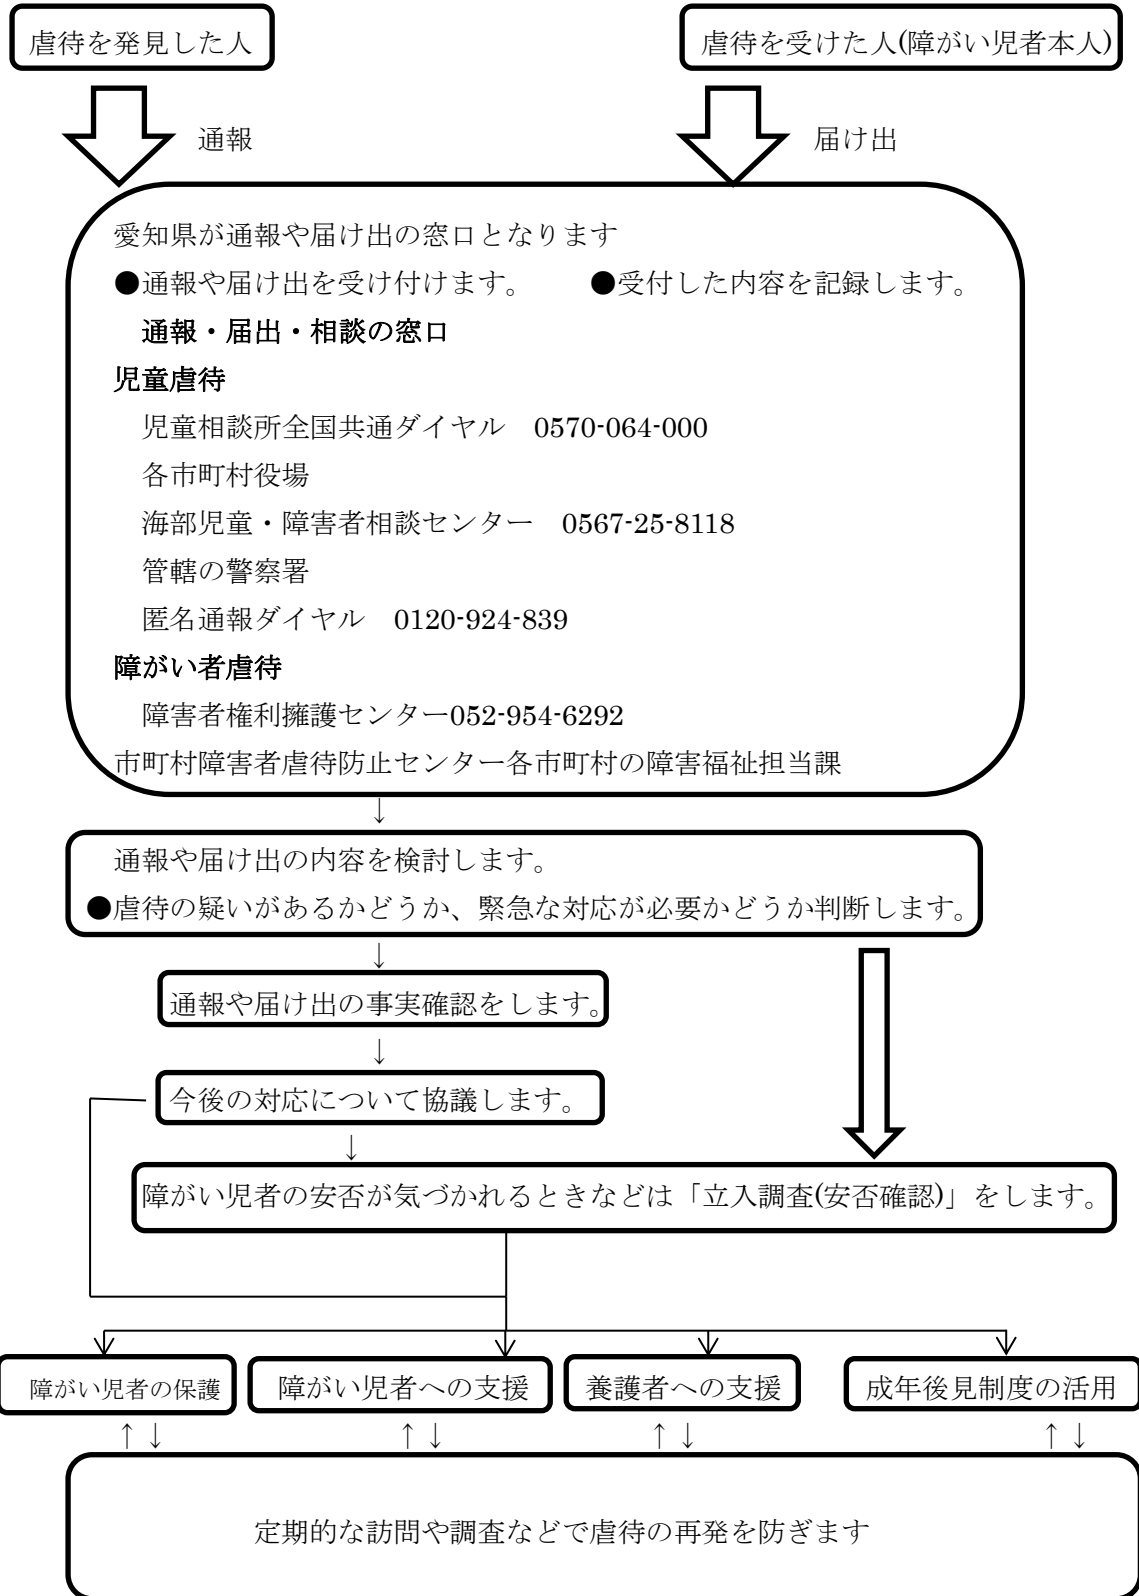 虐待を発見した人
虐待を受けた人(障がい児者本人)
通報
届け出
愛知県が通報や届け出の窓口となります
●通報や届け出を受け付けます。　●受付した内容を記録します。
通報・届出・相談の窓口
児童虐待
児童相談所全国共通ダイヤル　0570-064-000
各市町村役場
海部児童・障害者相談センター　0567-25-8118
管轄の警察署
匿名通報ダイヤル　0120-924-839
障がい者虐待
障害者権利擁護センター052-954-6292
市町村障害者虐待防止センター各市町村の障害福祉担当課
↓
通報や届け出の内容を検討します。
●虐待の疑いがあるかどうか、緊急な対応が必要かどうか判断します。
↓
通報や届け出の事実確認をします。
↓
今後の対応について協議します。
↓
障がい児者の安否が気づかれるときなどは「立入調査(安否確認)」をします。
障がい児者の保護
障がい児者への支援
養護者への支援
成年後見制度の活用
↑↓　↑↓　↑↓　↑↓
定期的な訪問や調査などで虐待の再発を防ぎます